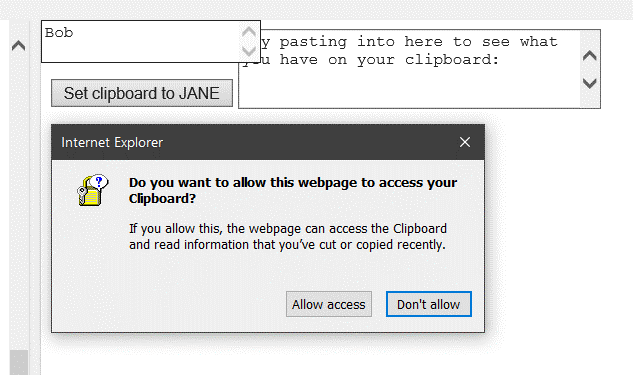 Bob
pasting into here to see what
you have on your clipboard:
Set clipboard to JANE
Internet Explorer
Do you want to allow this webpage to access your
Clipboard?
If you allow this, the webpage can access the Clipboard
and read information that you've cut or copied recently.
Allow access
Don't allow